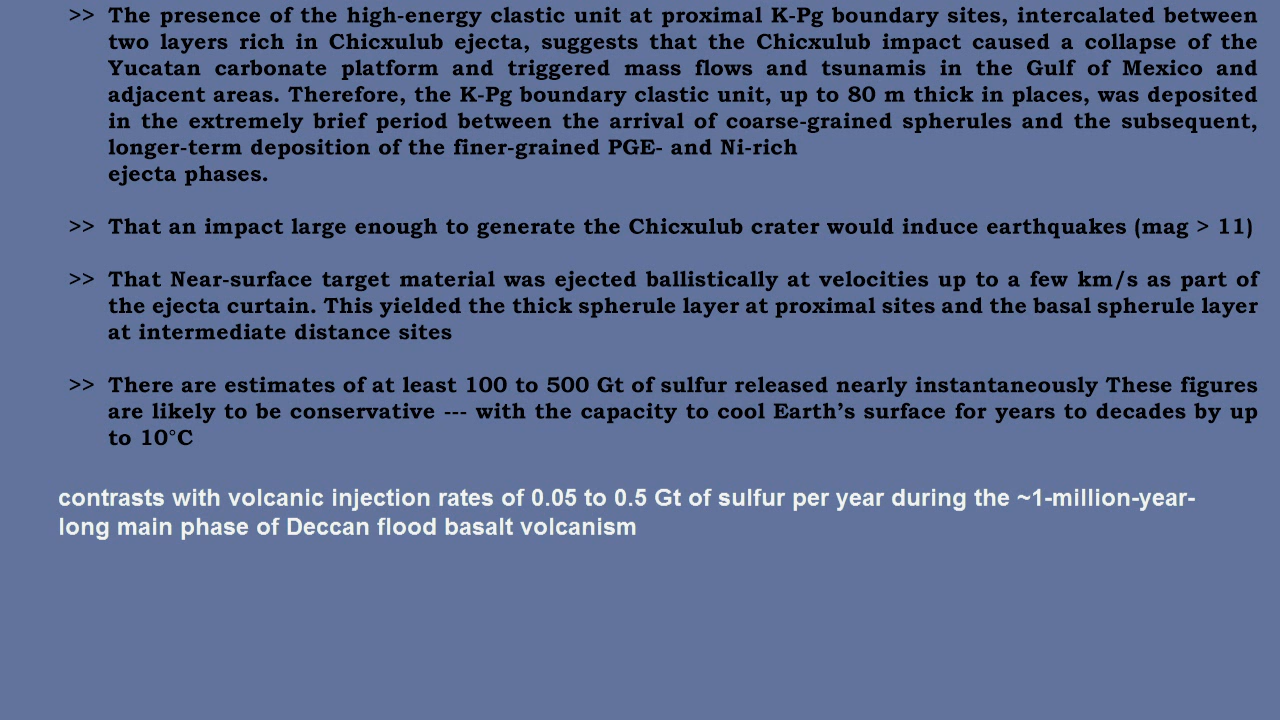 >> The presence of the high-energy clastic unit at proximal K-Pg boundary sites, intercalated between
two layers rich in Chicxulub ejecta, suggests that the Chicxulub impact caused a collapse of the
Yucatan carbonate platform and triggered mass flows and tsunamis in the Gulf of Mexico and
adjacent areas. Therefore, the K-Pg boundary clastic unit, up to 80 m thick in places, was deposited
in the extremely brief period between the arrival of coarse-grained spherules and the subsequent,
longer-term deposition of the finer-grained PGE- and Ni-rich
ejecta phases.
>> That an impact large enough to generate the Chicxulub crater would induce earthquakes (mag > 11)
>> That Near-surface target material was ejected ballistically at velocities up to a few km/s as part of
the ejecta curtain. This yielded the thick spherule layer at proximal sites and the basal spherule layer
at intermediate distance sites
>> There are estimates of at least 100 to 500 Gt of sulfur released nearly instantaneously These figures
are likely to be conservative --- with the capacity to cool Earth’s surface for years to decades by up
to 10°C
contrasts with volcanic injection rates of 0.05 to 0.5 Gt of sulfur per year during the ~1-million-year-
long main phase of Deccan flood basalt volcanism